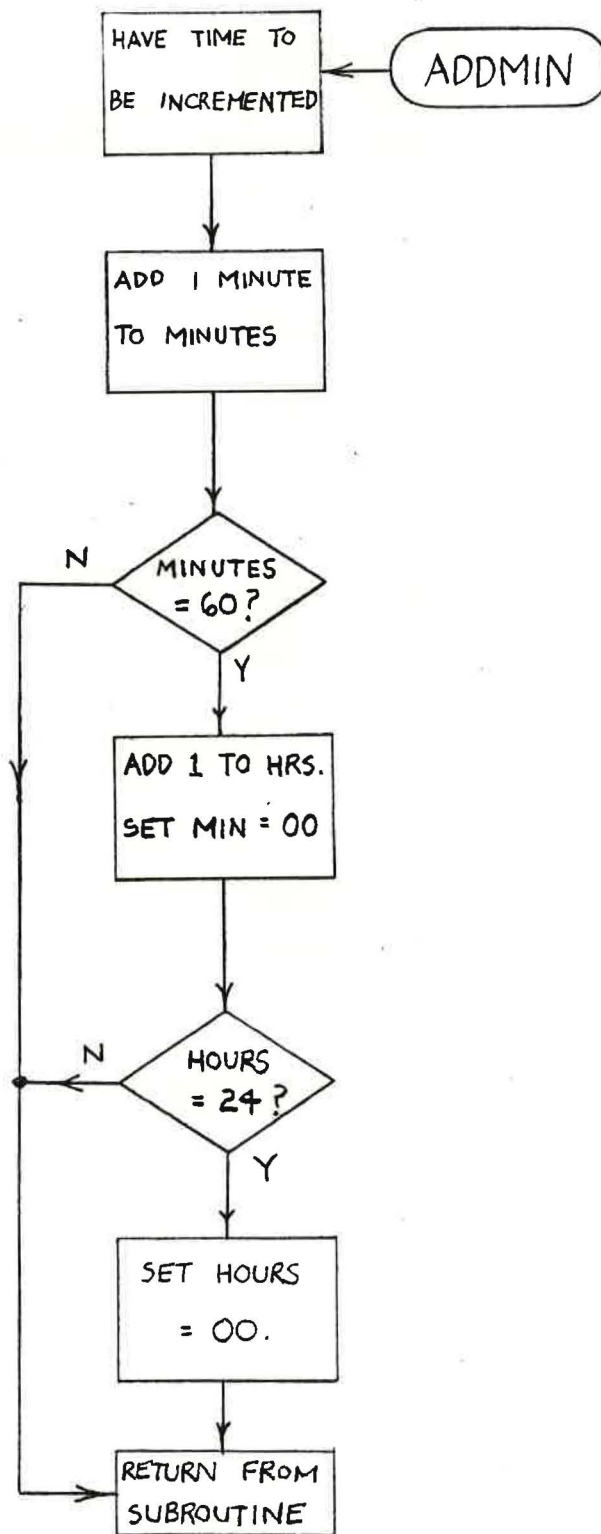 HAVE TIME TO
BE INCREMENTED
ADDMIN
ADD 1 MINUTE
TO MINUTES
MINUTES
= 60?
N
Y
ADD 1 TO HRS.
SET MIN = 00
HOURS
= 24?
N
Y
SET HOURS
= 00.
RETURN FROM
SUBROUTINE